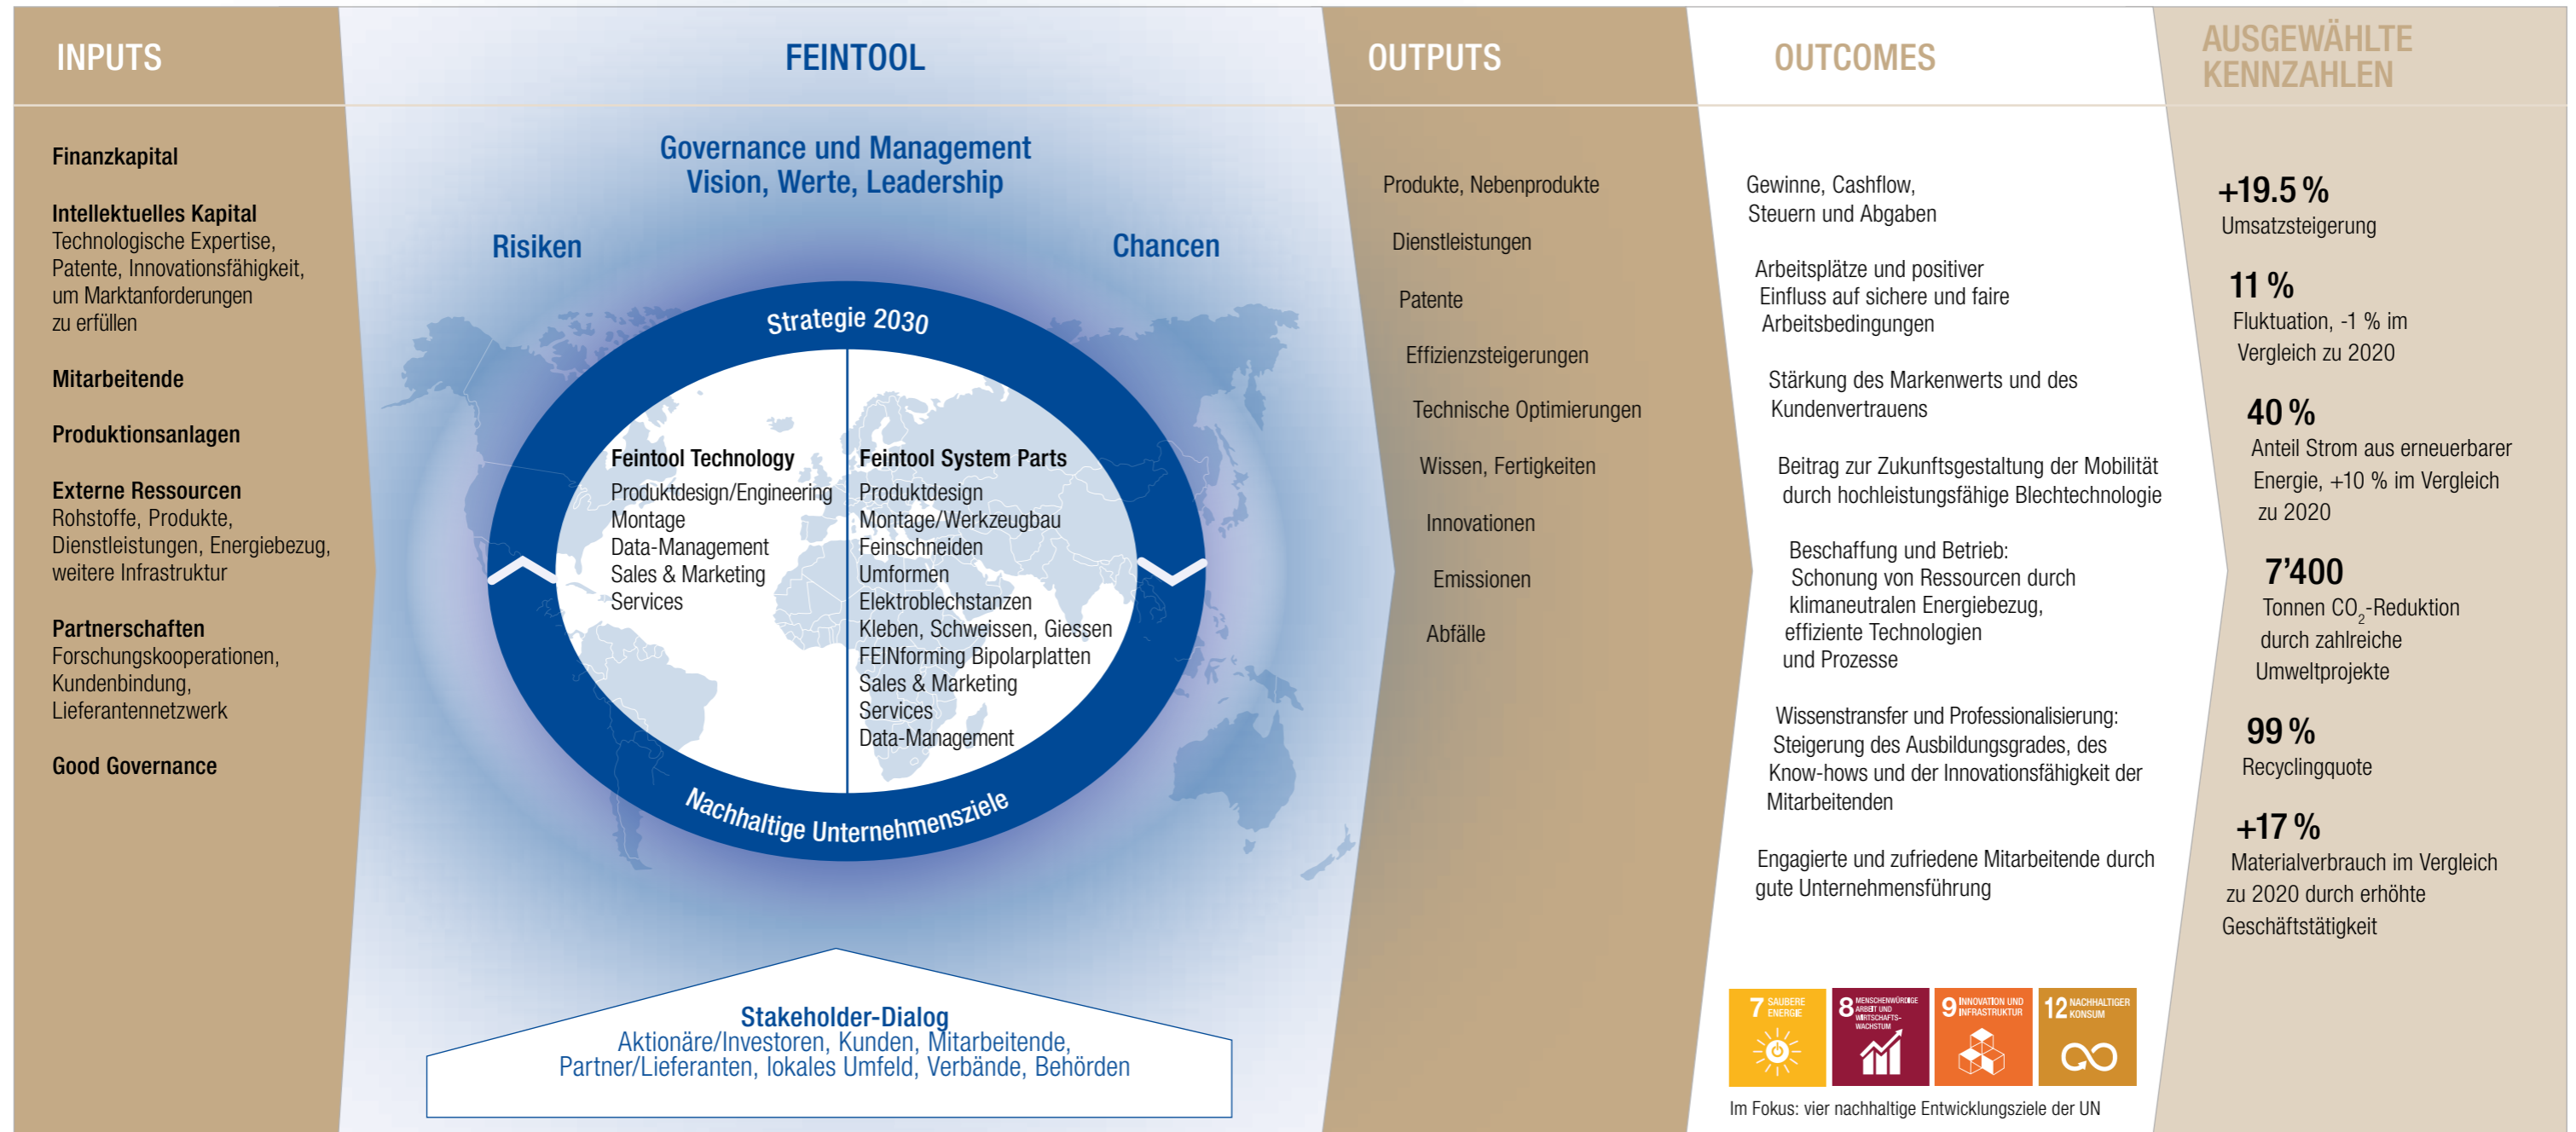 INPUTS
Finanzkapital
Intellektuelles Kapital
Technologische Expertise,
Patente, Innovationsfähigkeit,
um Marktanforderungen
zu erfüllen
Mitarbeitende
Produktionsanlagen
Externe Ressourcen
Rohstoffe, Produkte,
Dienstleistungen, Energiebezug,
weitere Infrastruktur
Partnerschaften
Forschungskooperationen,
Kundenbindung,
Lieferantennetzwerk
Good Governance
FEINTOOL
Governance und Management
Vision, Werte, Leadership
Risiken
Chancen
Strategie 2030
Feintool Technology
Produktdesign/Engineering
Montage
Data-Management
Sales & Marketing
Services
Feintool System Parts
Produktdesign
Montage/Werkzeugbau
Feinschneiden
Umformen
Elektroblechstanzen
Kleben, Schweissen, Giessen
FEINforming Bipolarplatten
Sales & Marketing
Services
Data-Management
Nachhaltige Unternehmensziele
Stakeholder-Dialog
Aktionäre/Investoren, Kunden, Mitarbeitende,
Partner/Lieferanten, lokales Umfeld, Verbände, Behörden
OUTPUTS
Produkte, Nebenprodukte
Dienstleistungen
Patente
Effizienzsteigerungen
Technische Optimierungen
Wissen, Fertigkeiten
Innovationen
Emissionen
Abfälle
OUTCOMES
Gewinne, Cashflow,
Steuern und Abgaben
Arbeitsplätze und positiver
Einfluss auf sichere und faire
Arbeitsbedingungen
Stärkung des Markenwerts und des
Kundenvertrauens
Beitrag zur Zukunftsgestaltung der Mobilität
durch hochleistungsfähige Blechtechnologie
Beschaffung und Betrieb:
Schonung von Ressourcen durch
klimaneutralen Energiebezug,
effiziente Technologien
und Prozesse
Wissenstransfer und Professionalisierung:
Steigerung des Ausbildungsgrades, des
Know-hows und der Innovationsfähigkeit der
Mitarbeitenden
Engagierte und zufriedene Mitarbeitende durch
gute Unternehmensführung
7 SAUBERE
ENERGIE
8 MENSCHENWÜRDIGE
ARBEIT UND
WIRTSCHAFTS-
WACHSTUM
9 INNOVATION UND
INFRASTRUKTUR
12 NACHHALTIGER
KONSUM
Im Fokus: vier nachhaltige Entwicklungsziele der UN
AUSGEWÄHLTE
KENNZAHLEN
+19.5 %
Umsatzsteigerung
11 %
Fluktuation, -1 % im
Vergleich zu 2020
40 %
Anteil Strom aus erneuerbarer
Energie, +10 % im Vergleich
zu 2020
7’400
Tonnen CO₂-Reduktion
durch zahlreiche
Umweltprojekte
99 %
Recyclingquote
+17 %
Materialverbrauch im Vergleich
zu 2020 durch erhöhte
Geschäftstätigkeit